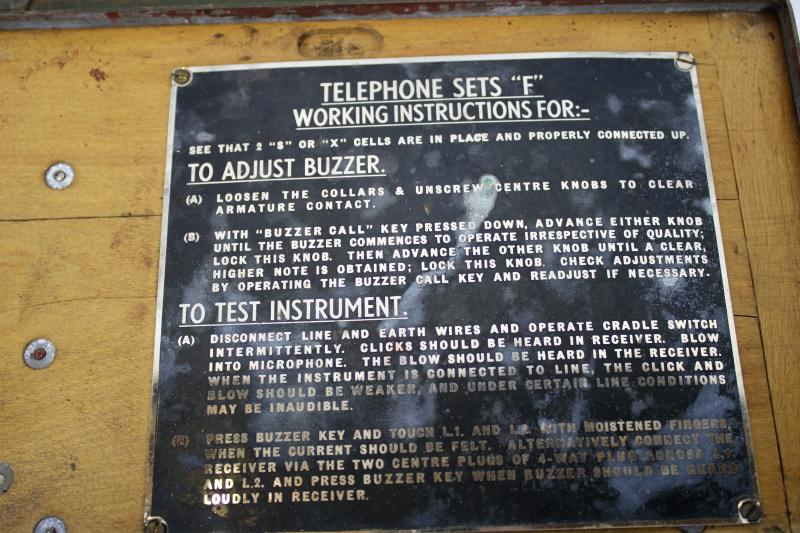 TELEPHONE SETS "F"
WORKING INSTRUCTIONS FOR:-
SEE THAT 2 "S" OR "X" CELLS ARE IN PLACE AND PROPERLY CONNECTED UP.
TO ADJUST BUZZER.
(A) LOOSEN THE COLLARS & UNSCREW CENTRE KNOBS TO CLEAR
ARMATURE CONTACT.
(B) WITH "BUZZER CALL" KEY PRESSED DOWN, ADVANCE EITHER KNOB
UNTIL THE BUZZER COMMENCES TO OPERATE IRRESPECTIVE OF QUALITY;
LOCK THIS KNOB. THEN ADVANCE THE OTHER KNOB UNTIL A CLEAR,
HIGHER NOTE IS OBTAINED; LOCK THIS KNOB. CHECK ADJUSTMENTS
BY OPERATING THE BUZZER CALL KEY AND READJUST IF NECESSARY.
TO TEST INSTRUMENT.
(A) DISCONNECT LINE AND EARTH WIRES AND OPERATE CRADLE SWITCH
INTERMITTENTLY. CLICKS SHOULD BE HEARD IN RECEIVER. BLOW
INTO MICROPHONE. THE BLOW SHOULD BE HEARD IN THE RECEIVER.
WHEN THE INSTRUMENT IS CONNECTED TO LINE, THE CLICK AND
BLOW SHOULD BE WEAKER, AND UNDER CERTAIN LINE CONDITIONS
MAY BE INAUDIBLE.
(B) PRESS BUZZER KEY AND TOUCH L.1. AND L.2. WITH MOISTENED FINGERS,
WHEN THE CURRENT SHOULD BE FELT. ALTERNATIVELY CONNECT THE
RECEIVER VIA THE TWO CENTRE PLUGS OF 4-WAY PLUG ACROSS L.1.
AND L.2. AND PRESS BUZZER KEY WHEN BUZZER SHOULD BE HEARD
LOUDLY IN RECEIVER.